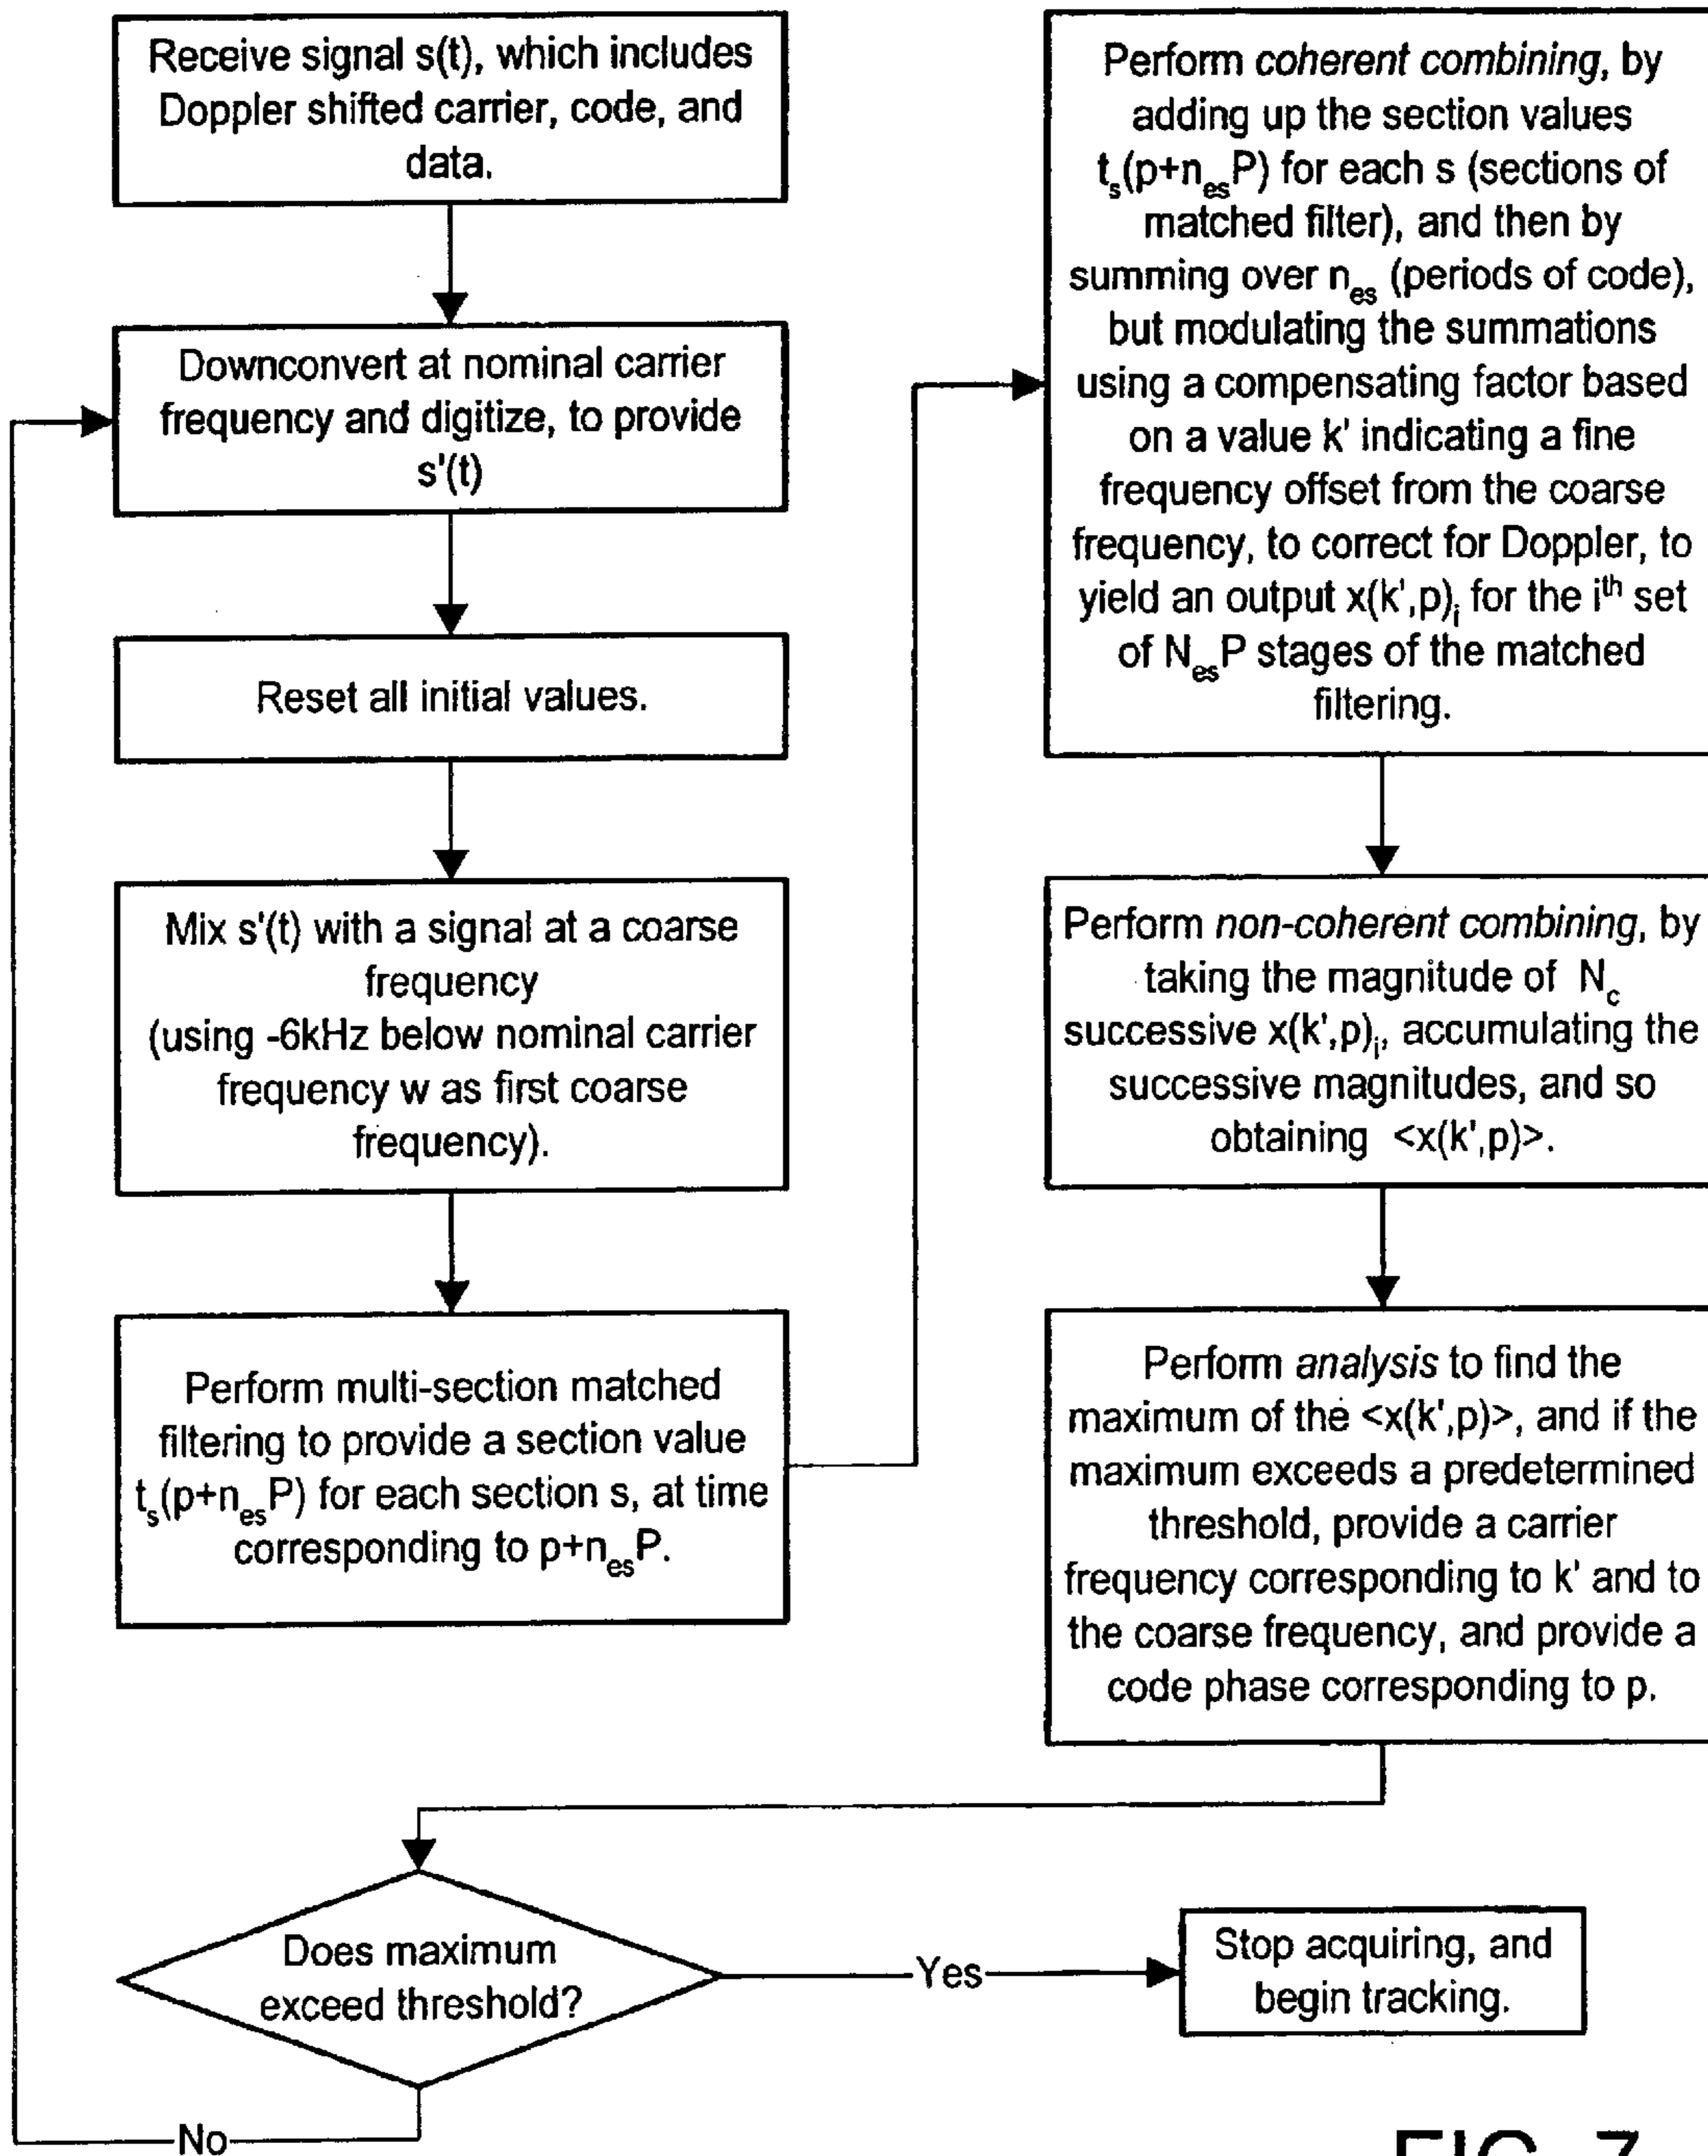 Receive signal s(t), which includes
Doppler shifted carrier, code, and
data.
Downconvert at nominal carrier
frequency and digitize, to provide
s'(t)
Reset all initial values.
Mix s'(t) with a signal at a coarse
frequency
(using -6kHz below nominal carrier
frequency w as first coarse
frequency).
Perform multi-section matched
filtering to provide a section value
tₛ(p+nₑₛP) for each section s, at time
corresponding to p+nₑₛP.
Perform coherent combining, by
adding up the section values
tₛ(p+nₑₛP) for each s (sections of
matched filter), and then by
summing over nₑₛ (periods of code),
but modulating the summations
using a compensating factor based
on a value k' indicating a fine
frequency offset from the coarse
frequency, to correct for Doppler, to
yield an output x(k',p)ᵢ for the iᵗʰ set
of NₑₛP stages of the matched
filtering.
Perform non-coherent combining, by
taking the magnitude of N_c
successive x(k',p)ᵢ, accumulating the
successive magnitudes, and so
obtaining <x(k',p)>.
Perform analysis to find the
maximum of the <x(k',p)>, and if the
maximum exceeds a predetermined
threshold, provide a carrier
frequency corresponding to k' and to
the coarse frequency, and provide a
code phase corresponding to p.
Does maximum
exceed threshold?
Yes
Stop acquiring, and
begin tracking.
No
FIG. 7